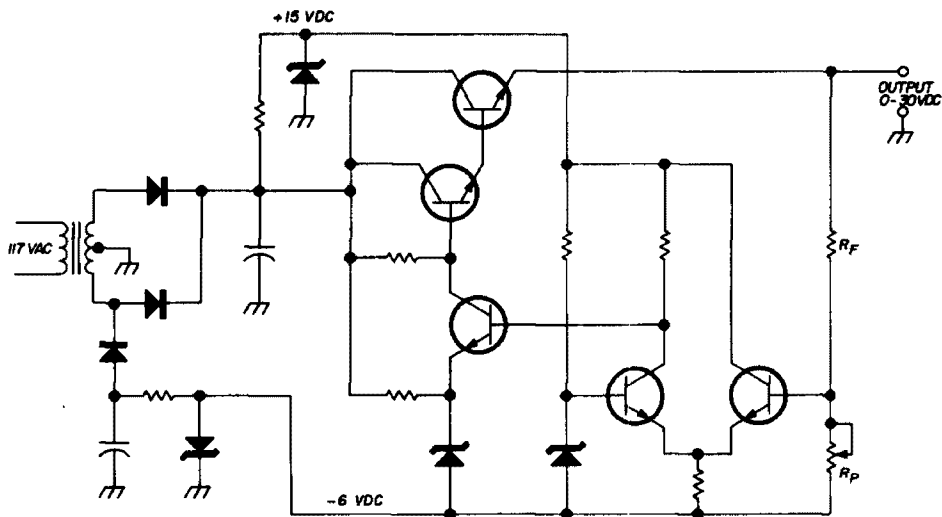 +15 VDC
OUTPUT
0-30VDC
117 VAC
RF
RP
-6 VDC